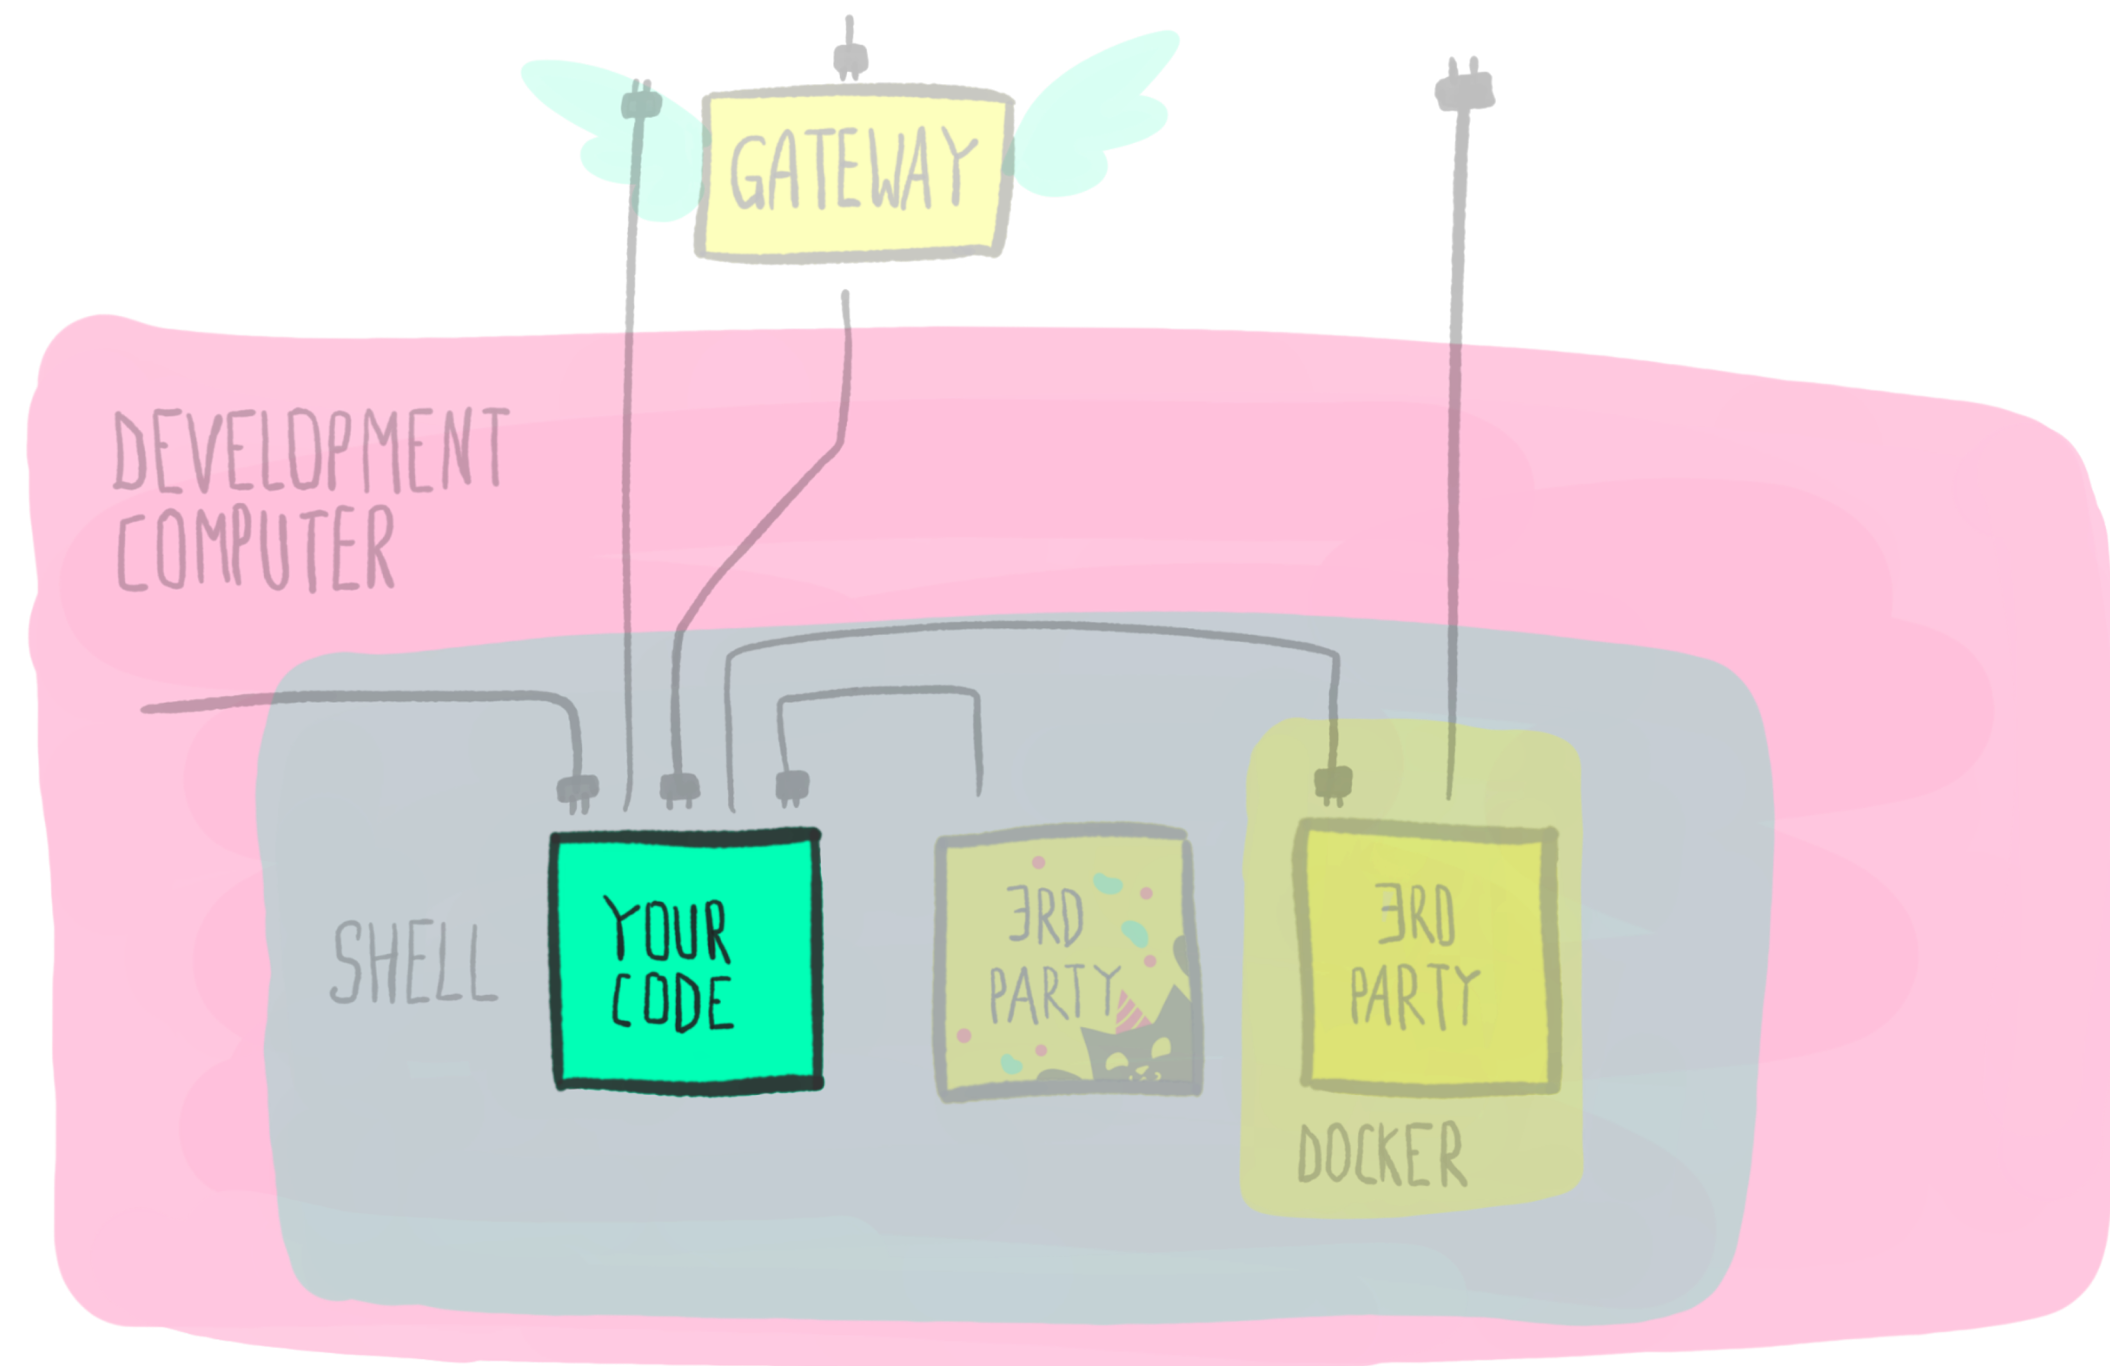 GATEWAY
DEVELOPMENT
COMPUTER
SHELL
YOUR
CODE
3RD
PARTY
3RD
PARTY
DOCKER